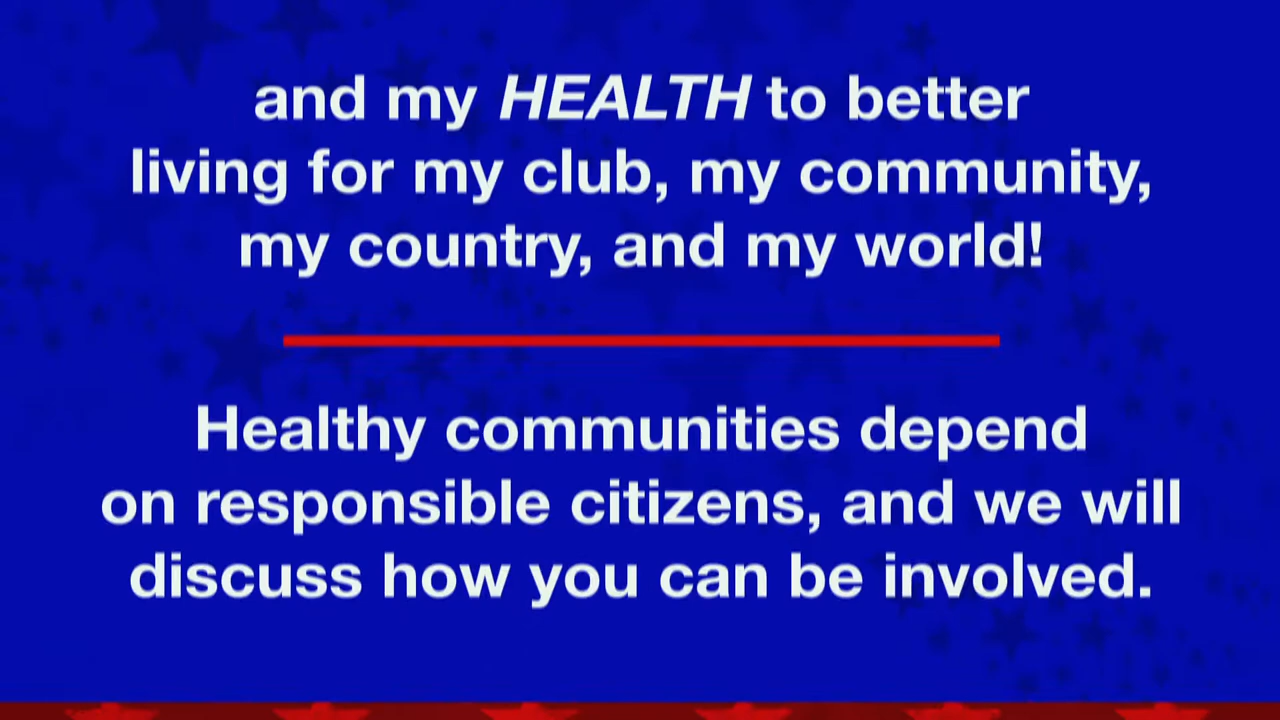 and my HEALTH to better
living for my club, my community,
my country, and my world!
Healthy communities depend
on responsible citizens, and we will
discuss how you can be involved.